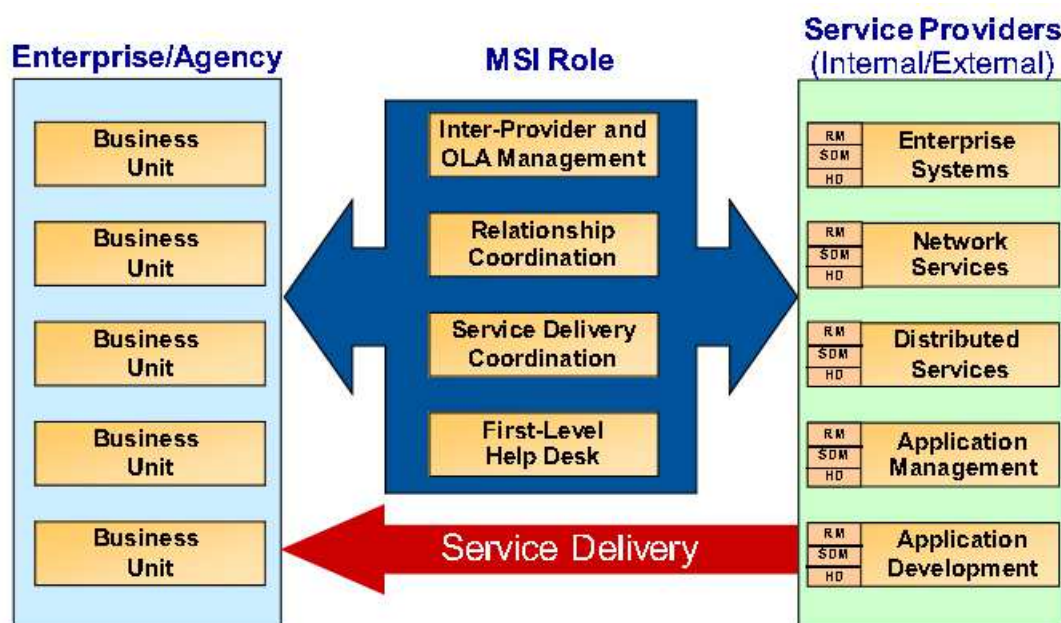 Enterprise/Agency
Business
Unit
Business
Unit
Business
Unit
Business
Unit
Business
Unit
MSI Role
Inter-Provider and
OLA Management
Relationship
Coordination
Service Delivery
Coordination
First-Level
Help Desk
Service Delivery
Service Providers
(Internal/External)
RM
SDM
HD
Enterprise
Systems
RM
SDM
HD
Network
Services
RM
SDM
HD
Distributed
Services
RM
SDM
HD
Application
Management
RM
SDM
HD
Application
Development